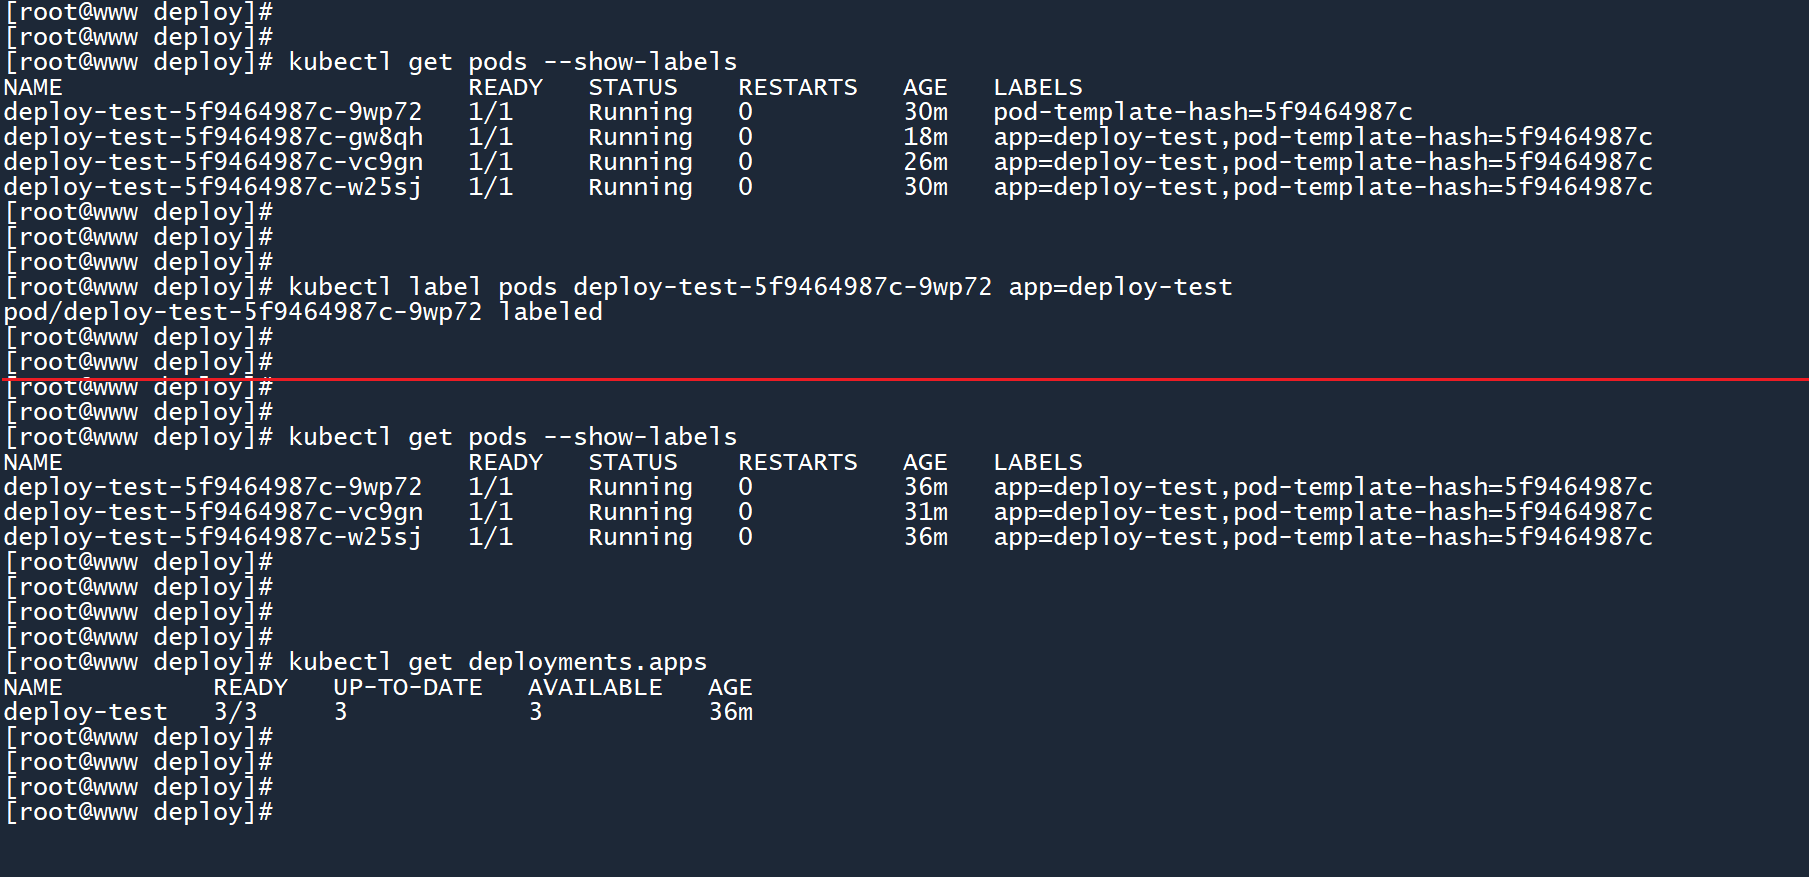 [root@www deploy]#
[root@www deploy]#
[root@www deploy]# kubectl get pods --show-labels
NAME                           READY   STATUS    RESTARTS   AGE   LABELS
deploy-test-5f9464987c-9wp72   1/1     Running   0          30m   pod-template-hash=5f9464987c
deploy-test-5f9464987c-gw8qh   1/1     Running   0          18m   app=deploy-test,pod-template-hash=5f9464987c
deploy-test-5f9464987c-vc9gn   1/1     Running   0          26m   app=deploy-test,pod-template-hash=5f9464987c
deploy-test-5f9464987c-w25sj   1/1     Running   0          30m   app=deploy-test,pod-template-hash=5f9464987c
[root@www deploy]#
[root@www deploy]#
[root@www deploy]#
[root@www deploy]# kubectl label pods deploy-test-5f9464987c-9wp72 app=deploy-test
pod/deploy-test-5f9464987c-9wp72 labeled
[root@www deploy]#
[root@www deploy]#
[root@www deploy]#
[root@www deploy]#
[root@www deploy]# kubectl get pods --show-labels
NAME                           READY   STATUS    RESTARTS   AGE   LABELS
deploy-test-5f9464987c-9wp72   1/1     Running   0          36m   app=deploy-test,pod-template-hash=5f9464987c
deploy-test-5f9464987c-vc9gn   1/1     Running   0          31m   app=deploy-test,pod-template-hash=5f9464987c
deploy-test-5f9464987c-w25sj   1/1     Running   0          36m   app=deploy-test,pod-template-hash=5f9464987c
[root@www deploy]#
[root@www deploy]#
[root@www deploy]#
[root@www deploy]#
[root@www deploy]# kubectl get deployments.apps
NAME          READY   UP-TO-DATE   AVAILABLE   AGE
deploy-test   3/3     3            3           36m
[root@www deploy]#
[root@www deploy]#
[root@www deploy]#
[root@www deploy]#